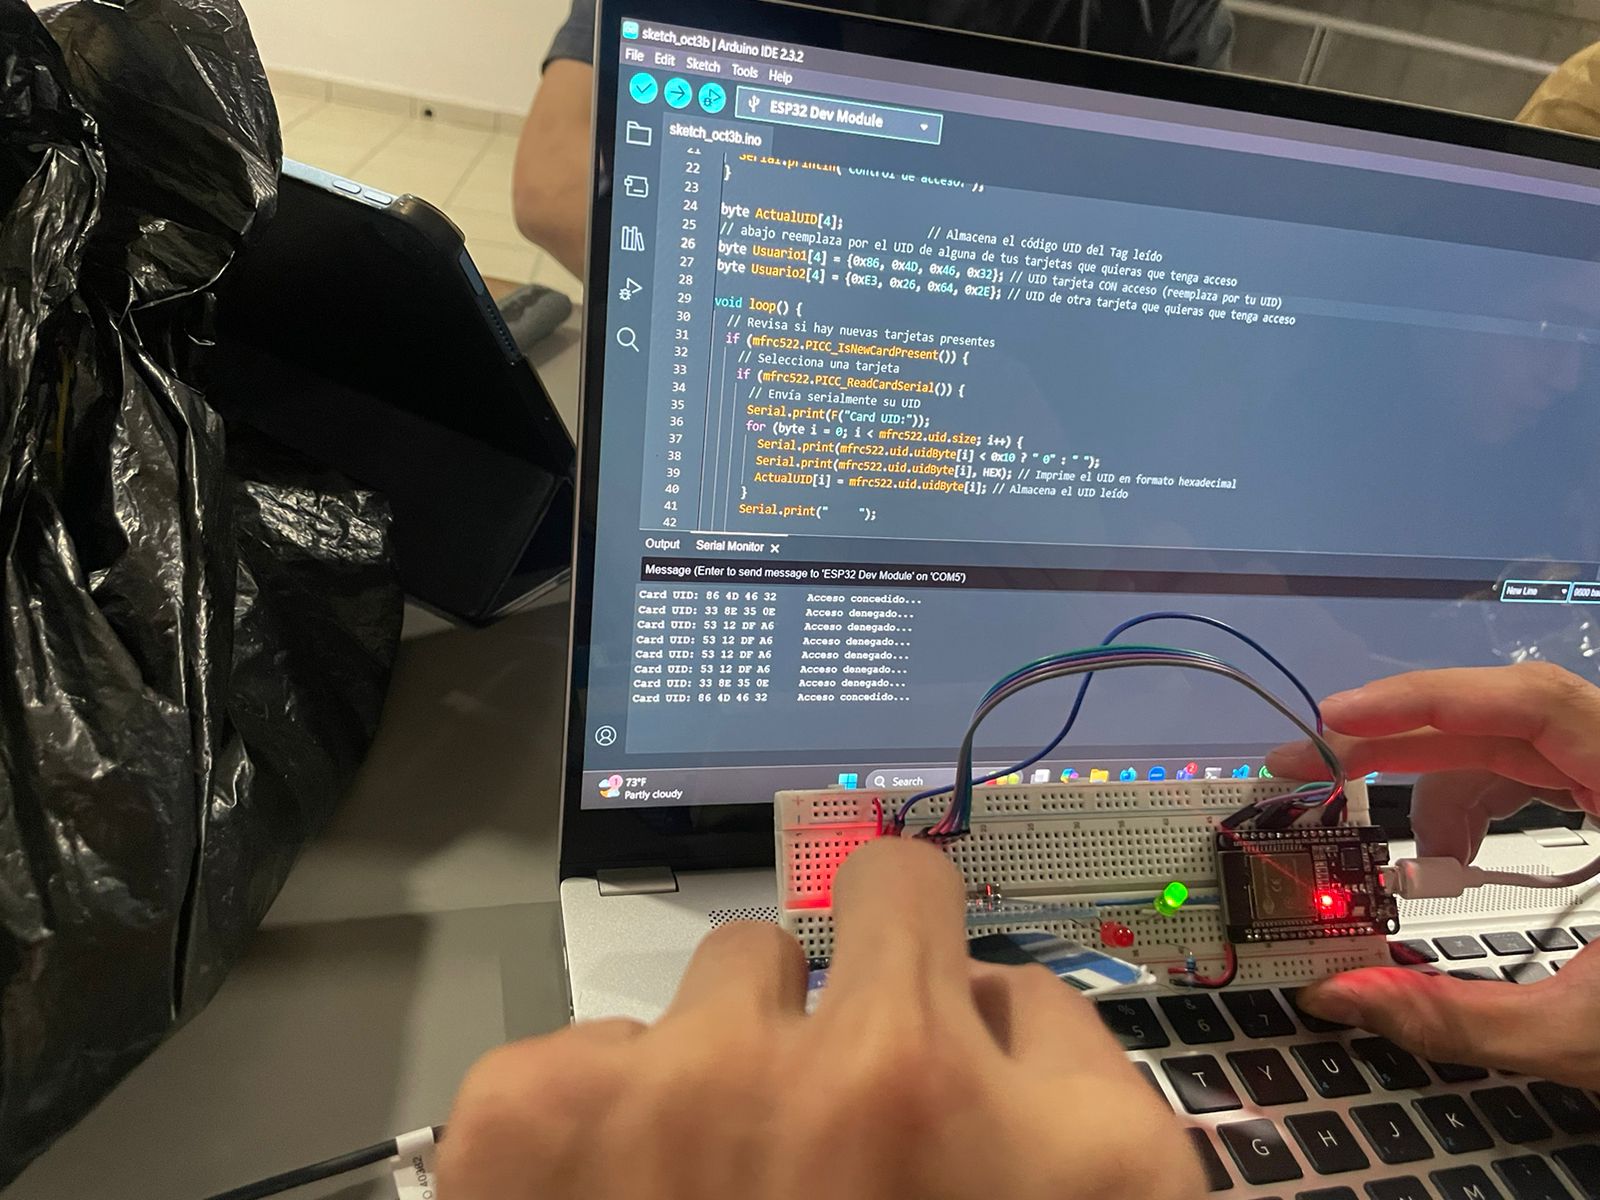 sketch_oct3b | Arduino IDE 2.3.2
File Edit Sketch Tools Help
ESP32 Dev Module
sketch_oct3b.ino
21 Serial.println("Control de acceso:");
22 }
23
24 byte ActualUID[4]; // Almacena el código UID del Tag leído
25 // abajo reemplaza por el UID de alguna de tus tarjetas que quieras que tenga acceso
26 byte Usuario1[4] = {0x86, 0x4D, 0x46, 0x32}; // UID tarjeta CON acceso (reemplaza por tu UID)
27 byte Usuario2[4] = {0xE3, 0x26, 0x64, 0x2E}; // UID de otra tarjeta que quieras que tenga acceso
28
29 void loop() {
30 // Revisa si hay nuevas tarjetas presentes
31 if (mfrc522.PICC_IsNewCardPresent()) {
32 // Selecciona una tarjeta
33 if (mfrc522.PICC_ReadCardSerial()) {
34 // Envía serialmente su UID
35 Serial.print(F("Card UID:"));
36 for (byte i = 0; i < mfrc522.uid.size; i++) {
37 Serial.print(mfrc522.uid.uidByte[i] < 0x10 ? " 0" : " ");
38 Serial.print(mfrc522.uid.uidByte[i], HEX); // Imprime el UID en formato hexadecimal
39 ActualUID[i] = mfrc522.uid.uidByte[i]; // Almacena el UID leído
40 }
41 Serial.print("     ");
42
Output Serial Monitor
Message (Enter to send message to 'ESP32 Dev Module' on 'COM5')
New Line
Card UID: 86 4D 46 32 Acceso concedido...
Card UID: 33 8E 35 0E Acceso denegado...
Card UID: 53 12 DF A6 Acceso denegado...
Card UID: 53 12 DF A6 Acceso denegado...
Card UID: 53 12 DF A6 Acceso denegado...
Card UID: 53 12 DF A6 Acceso denegado...
Card UID: 33 8E 35 0E Acceso denegado...
Card UID: 86 4D 46 32 Acceso concedido...
73°F
Partly cloudy
Search
% 5
& 6
7
T Y U I
G H J K L
M
40362